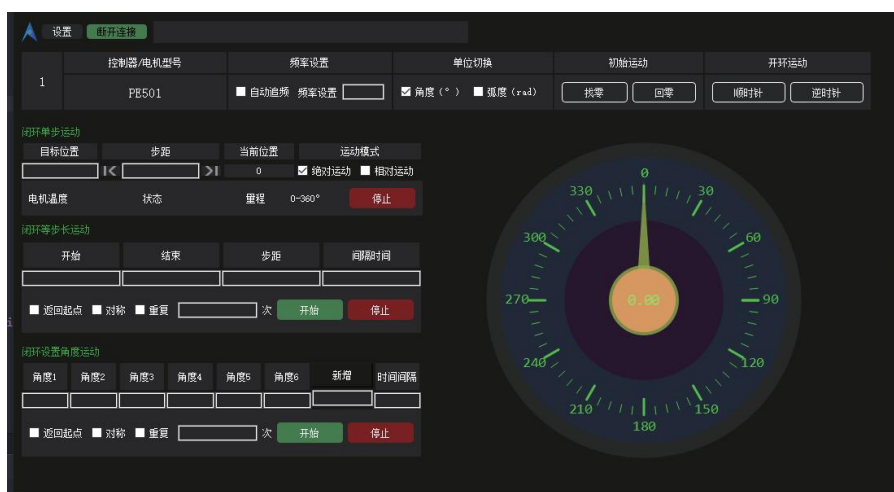 设置 断开连接
1 控制器/电机型号 频率设置 单位切换 初始运动 开环运动
PE501 自动追频 频率设置 角度(°) 弧度(rad) 找零 回零 顺时针 逆时针
闭环单步运动
目标位置 步距 当前位置 运动模式
0 绝对运动 相对运动
电机温度 状态 量程 0-360° 停止
闭环等步长运动
开始 结束 步距 间隔时间
返回起点 对称 重复 次 开始 停止
闭环设置角度运动
角度1 角度2 角度3 角度4 角度5 角度6 新增 时间间隔
返回起点 对称 重复 次 开始 停止
0
330 30
300 60
270 0.00 90
240 120
210 150
180